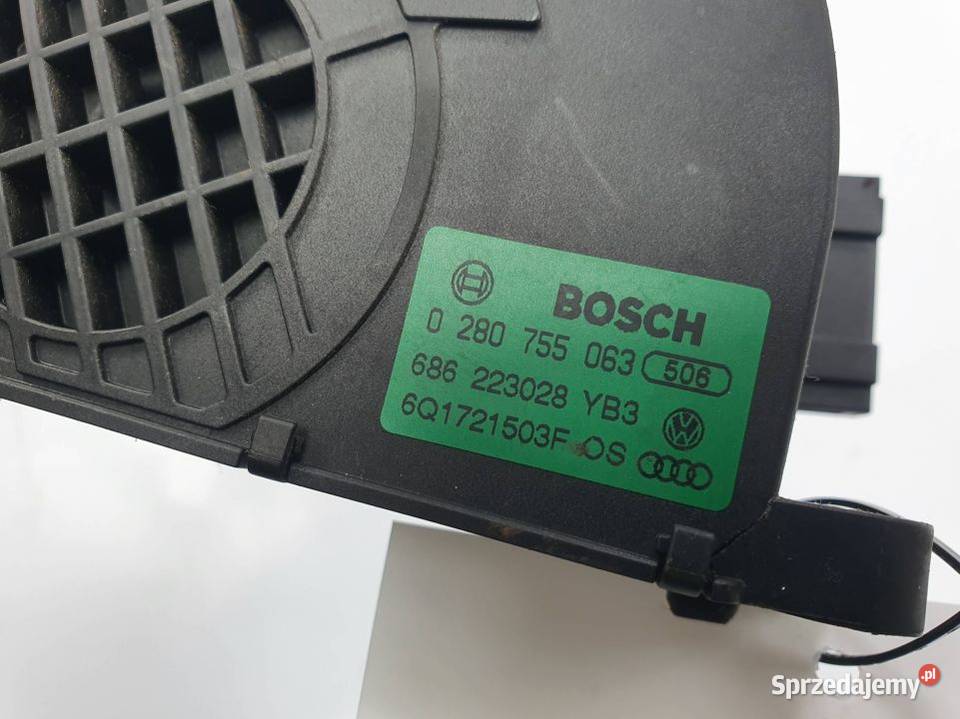 BOSCH
0 280 755 063 506
686 223028 YB3
6Q1721503F OS
Sprzedajemy.pl